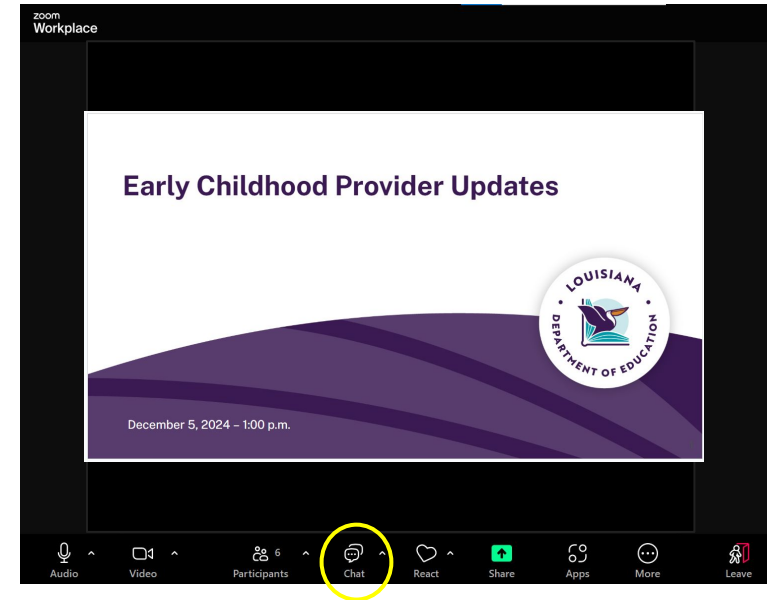 zoom
Workplace
Early Childhood Provider Updates
LOUISIANA
DEPARTMENT OF EDUCATION
December 5, 2024 – 1:00 p.m.
6
Audio Video Participants Chat React Share Apps More Leave